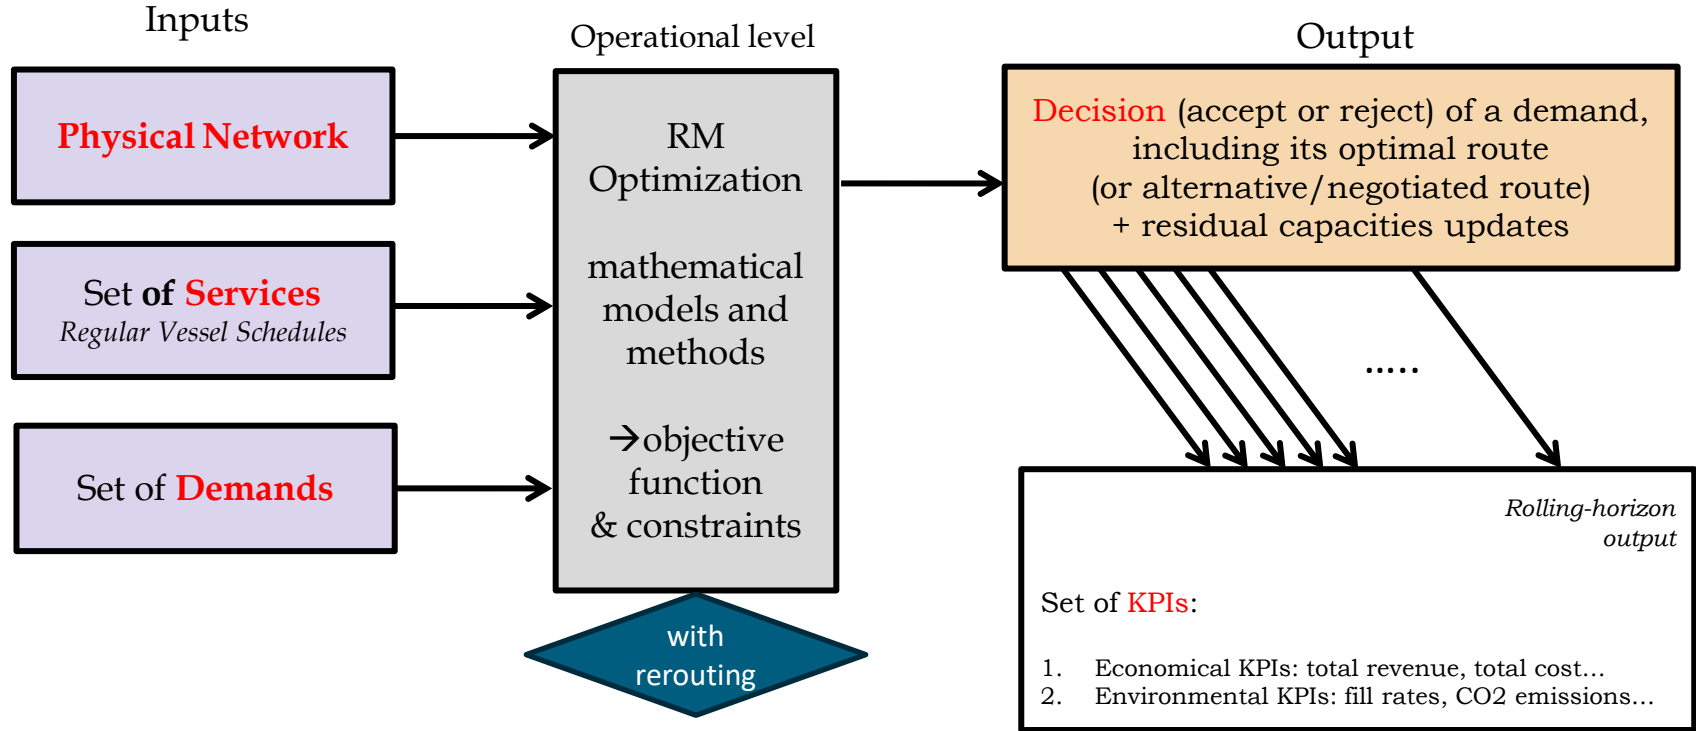 Inputs
Physical Network
Set of Services
Regular Vessel Schedules
Set of Demands
Operational level
RM
Optimization
mathematical
models and
methods
→objective
function
& constraints
with
rerouting
Output
Decision (accept or reject) of a demand,
including its optimal route
(or alternative/negotiated route)
+ residual capacities updates
.....
Rolling-horizon
output
Set of KPIs:
1. Economical KPIs: total revenue, total cost...
2. Environmental KPIs: fill rates, CO2 emissions...